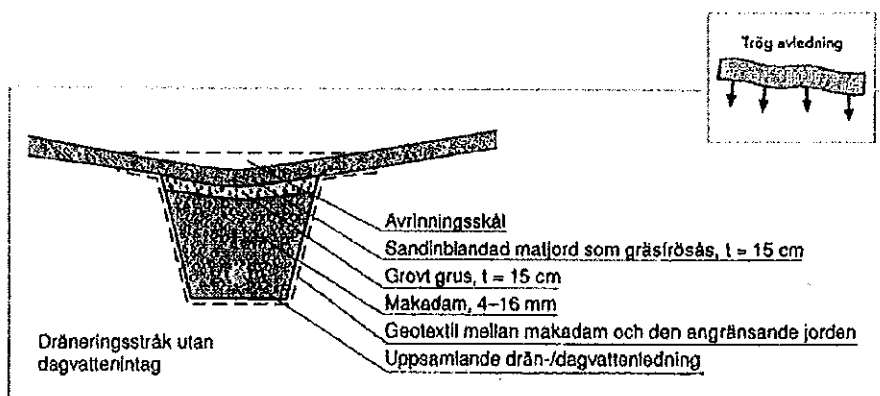 Trög avledning
Avrinningsskål
Sandinblandad matjord som gräsfrösås, t = 15 cm
Grovt grus, t = 15 cm
Makadam, 4–16 mm
Geotextil mellan makadam och den angränsande jorden
Uppsamlande drän-/dagvattenledning
Dräneringsstråk utan
dagvattenintag